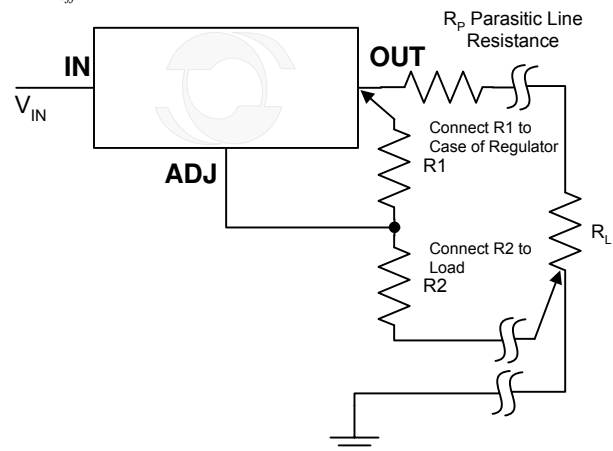 R_P Parasitic Line
Resistance
OUT
IN
V_IN
Connect R1 to
Case of Regulator
R1
ADJ
R_L
Connect R2 to
Load
R2